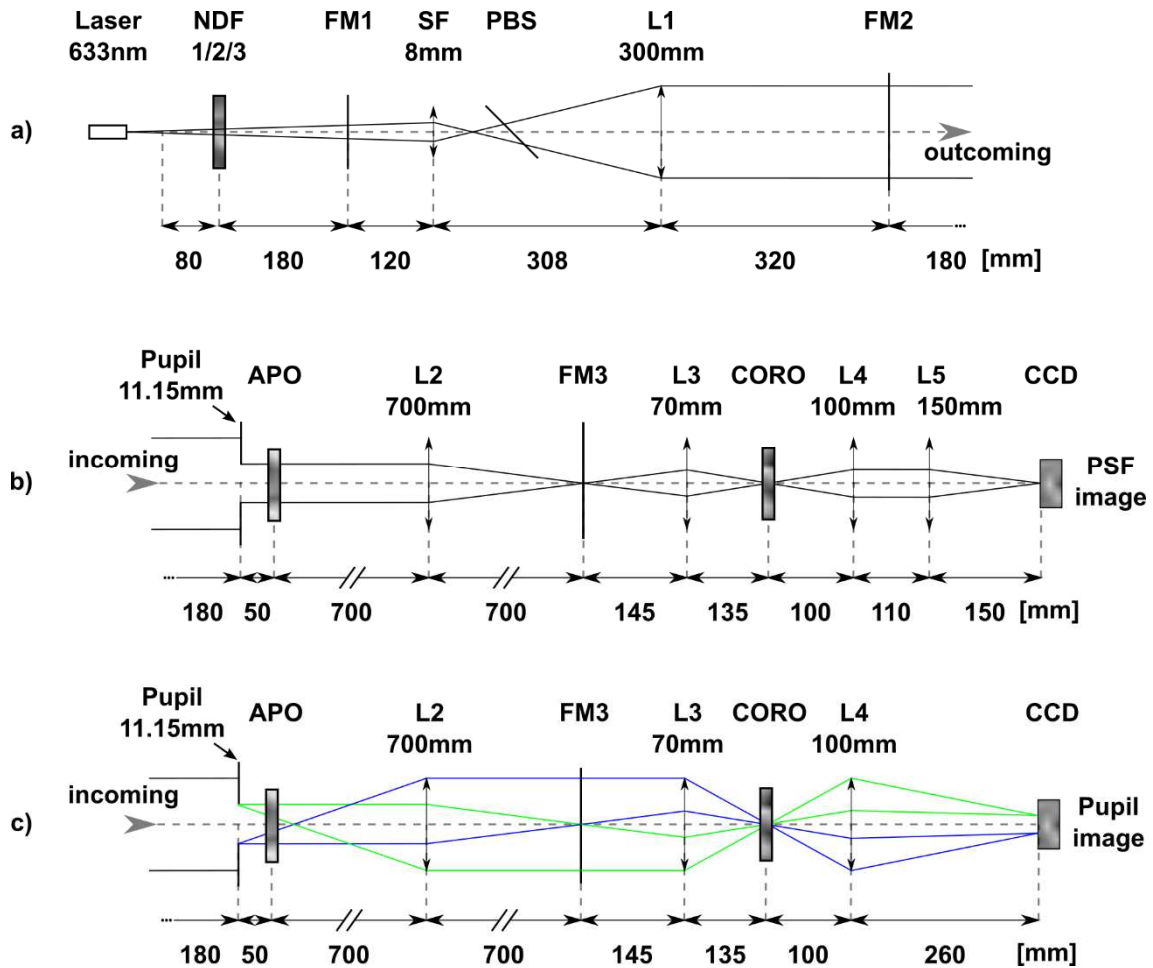 Laser NDF FM1 SF PBS L1 FM2
633nm 1/2/3 8mm 300mm
a)
outcoming
80 180 120 308 320 180 [mm]
...
Pupil
11.15mm
APO L2 FM3 L3 CORO L4 L5 CCD
700mm 70mm 100mm 150mm
incoming
b)
PSF
image
...
180 50 700 700 145 135 100 110 150 [mm]
Pupil
11.15mm
APO L2 FM3 L3 CORO L4 CCD
700mm 70mm 100mm
incoming
c)
Pupil
image
...
180 50 700 700 145 135 100 260 [mm]